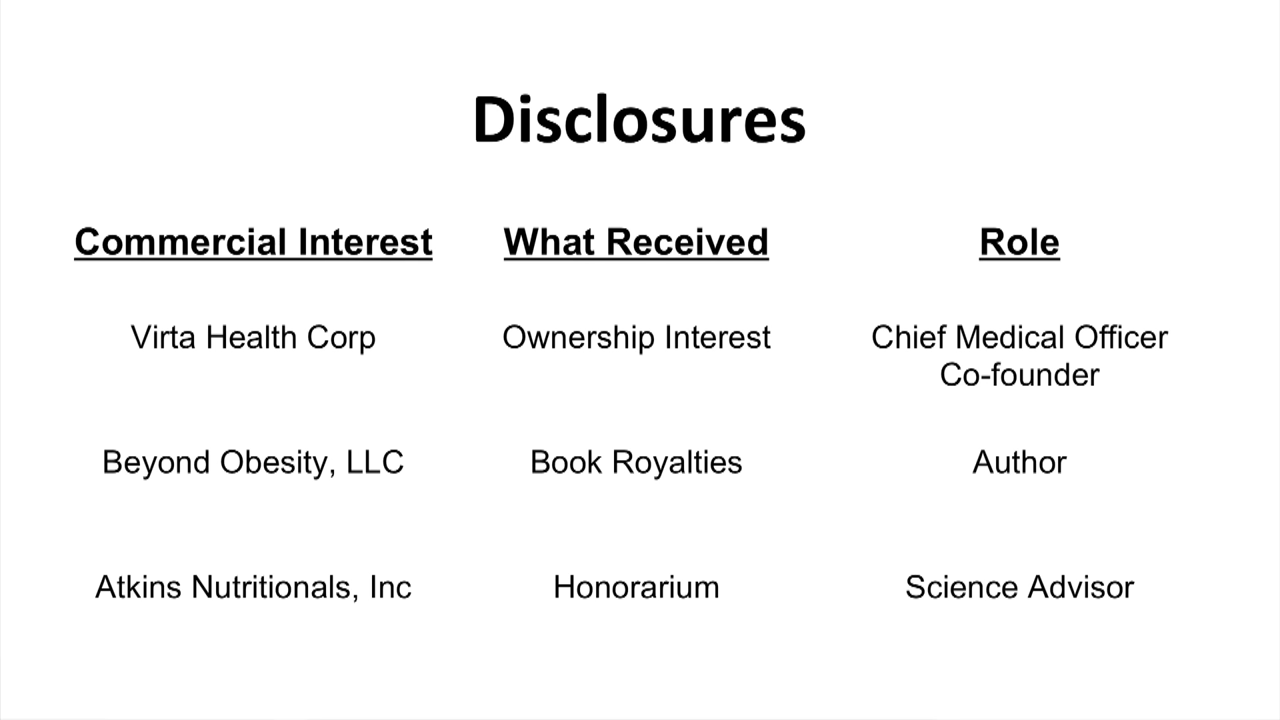 Disclosures
Commercial Interest What Received Role
Virta Health Corp Ownership Interest Chief Medical Officer
Co-founder
Beyond Obesity, LLC Book Royalties Author
Atkins Nutritionals, Inc Honorarium Science Advisor